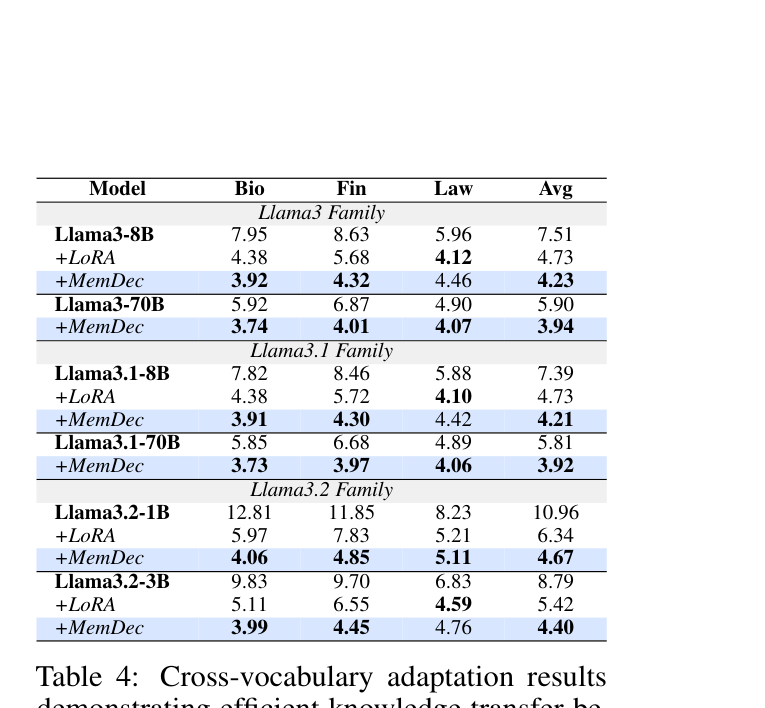 Model Bio Fin Law Avg
Llama3 Family
Llama3-8B 7.95 8.63 5.96 7.51
+LoRA 4.38 5.68 4.12 4.73
+MemDec 3.92 4.32 4.46 4.23
Llama3-70B 5.92 6.87 4.90 5.90
+MemDec 3.74 4.01 4.07 3.94
Llama3.1 Family
Llama3.1-8B 7.82 8.46 5.88 7.39
+LoRA 4.38 5.72 4.10 4.73
+MemDec 3.91 4.30 4.42 4.21
Llama3.1-70B 5.85 6.68 4.89 5.81
+MemDec 3.73 3.97 4.06 3.92
Llama3.2 Family
Llama3.2-1B 12.81 11.85 8.23 10.96
+LoRA 5.97 7.83 5.21 6.34
+MemDec 4.06 4.85 5.11 4.67
Llama3.2-3B 9.83 9.70 6.83 8.79
+LoRA 5.11 6.55 4.59 5.42
+MemDec 3.99 4.45 4.76 4.40
Table 4: Cross-vocabulary adaptation results
demonstrating efficient knowledge transfer be-